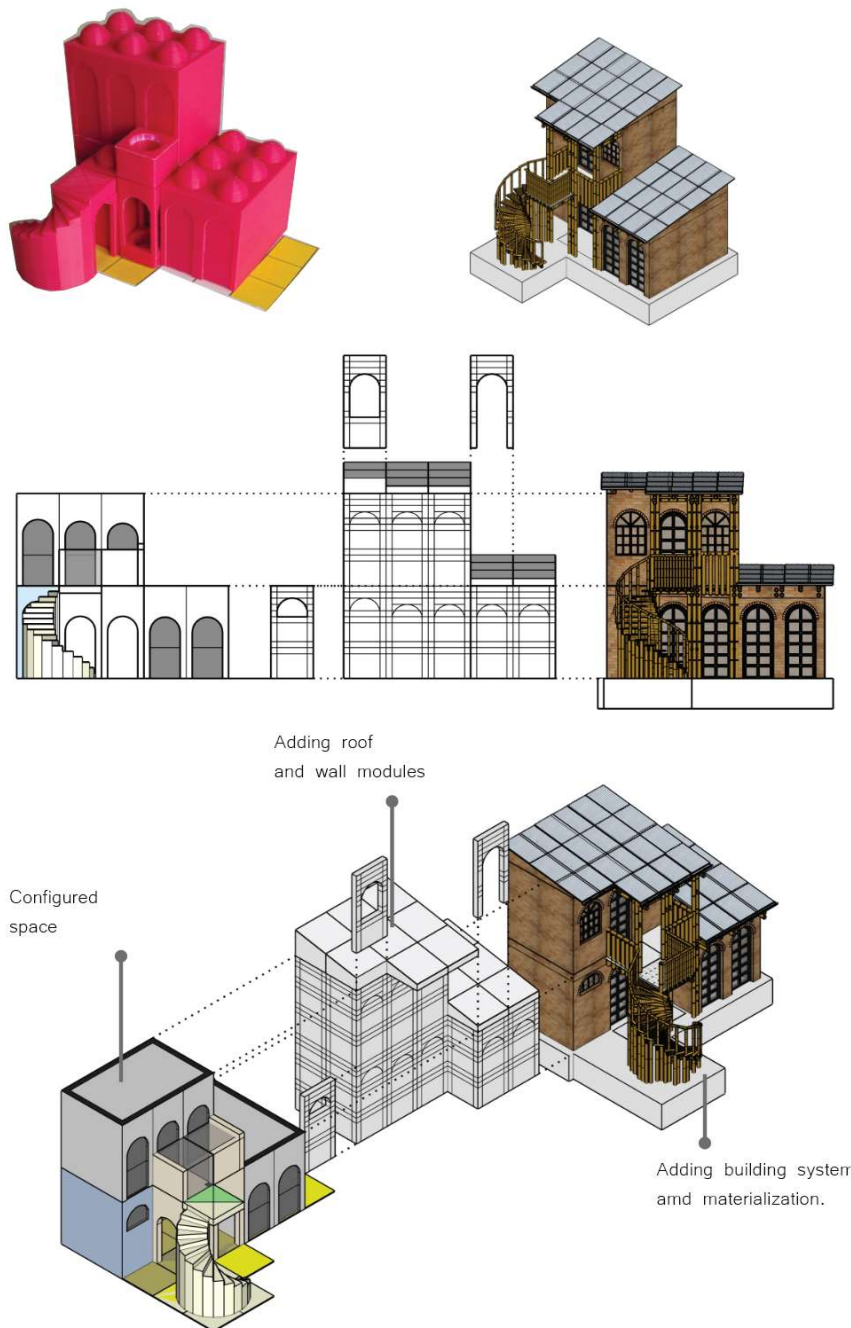 Adding roof
and wall modules
Configured
space
Adding building system
amd materialization.